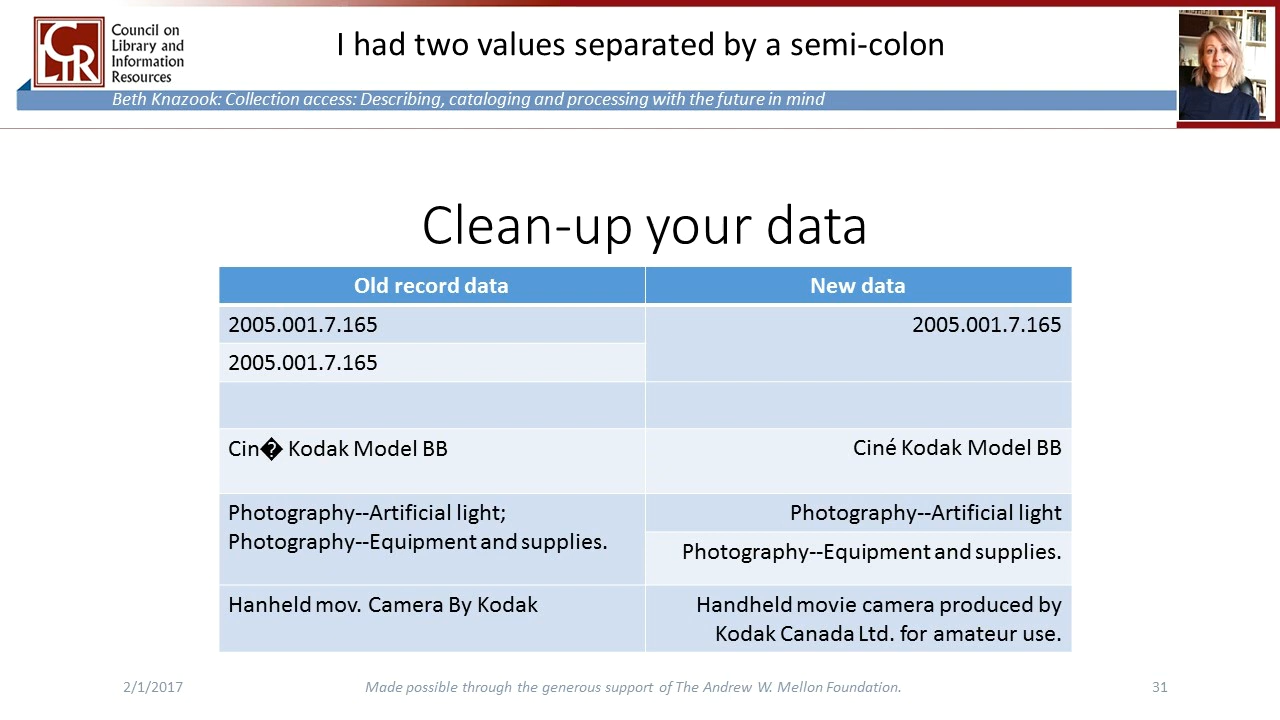 Council on
Library and
Information
Resources
CLIR
I had two values separated by a semi-colon
Beth Knazook: Collection access: Describing, cataloging and processing with the future in mind
Clean-up your data
Old record data
New data
2005.001.7.165
2005.001.7.165
2005.001.7.165
Cin� Kodak Model BB
Ciné Kodak Model BB
Photography--Artificial light;
Photography--Equipment and supplies.
Photography--Artificial light
Photography--Equipment and supplies.
Hanheld mov. Camera By Kodak
Handheld movie camera produced by
Kodak Canada Ltd. for amateur use.
2/1/2017
Made possible through the generous support of The Andrew W. Mellon Foundation.
31